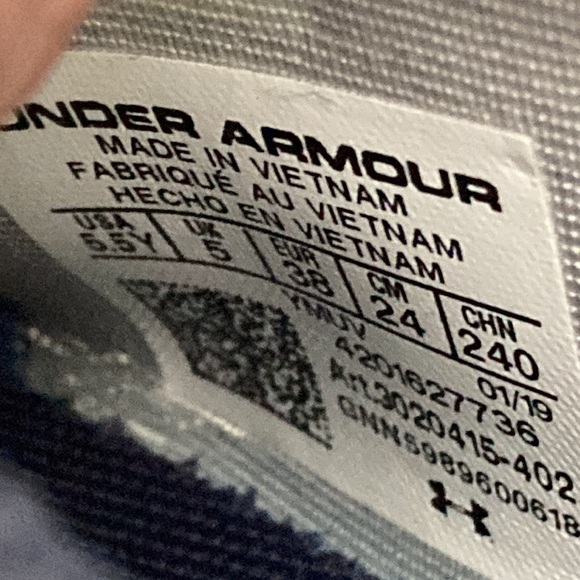 UNDER ARMOUR
MADE IN VIETNAM
FABRIQUÉ AU VIETNAM
HECHO EN VIETNAM
USA UK EUR CM CHN
5.5Y 5 38 24 240
YMUV 01/19
4201627736
Art.3020415-402
GNN5989600618